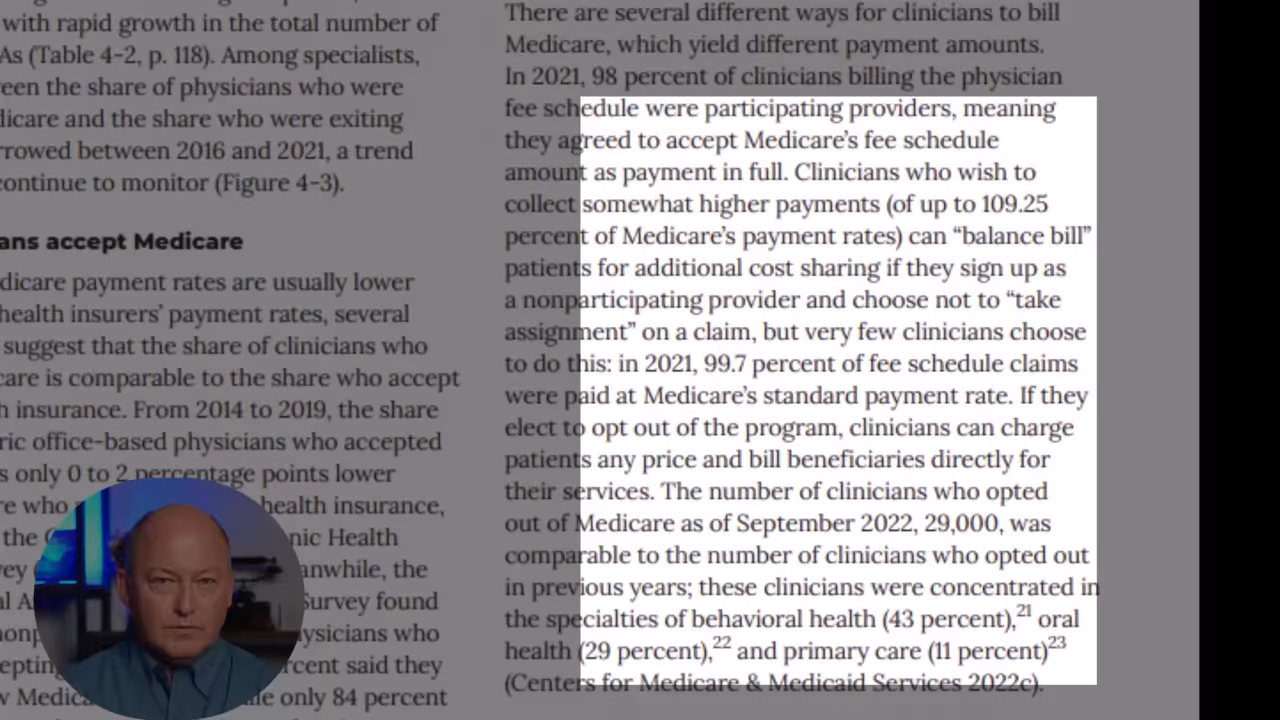 with rapid growth in the total number of
As (Table 4-2, p. 118). Among specialists,
een the share of physicians who were
dicare and the share who were exiting
rrowed between 2016 and 2021, a trend
continue to monitor (Figure 4-3).
ans accept Medicare
dicare payment rates are usually lower
health insurers’ payment rates, several
suggest that the share of clinicians who
care is comparable to the share who accept
h insurance. From 2014 to 2019, the share
ric office-based physicians who accepted
s only 0 to 2 percentage points lower
re who health insurance,
the nic Health
vey anwhile, the
al A Survey found
nonp ysicians who
epting rcent said they
w Medic le only 84 percent
There are several different ways for clinicians to bill
Medicare, which yield different payment amounts.
In 2021, 98 percent of clinicians billing the physician
fee schedule were participating providers, meaning
they agreed to accept Medicare’s fee schedule
amount as payment in full. Clinicians who wish to
collect somewhat higher payments (of up to 109.25
percent of Medicare’s payment rates) can “balance bill”
patients for additional cost sharing if they sign up as
a nonparticipating provider and choose not to “take
assignment” on a claim, but very few clinicians choose
to do this: in 2021, 99.7 percent of fee schedule claims
were paid at Medicare’s standard payment rate. If they
elect to opt out of the program, clinicians can charge
patients any price and bill beneficiaries directly for
their services. The number of clinicians who opted
out of Medicare as of September 2022, 29,000, was
comparable to the number of clinicians who opted out
in previous years; these clinicians were concentrated in
the specialties of behavioral health (43 percent),21 oral
health (29 percent),22 and primary care (11 percent)23
(Centers for Medicare & Medicaid Services 2022c).